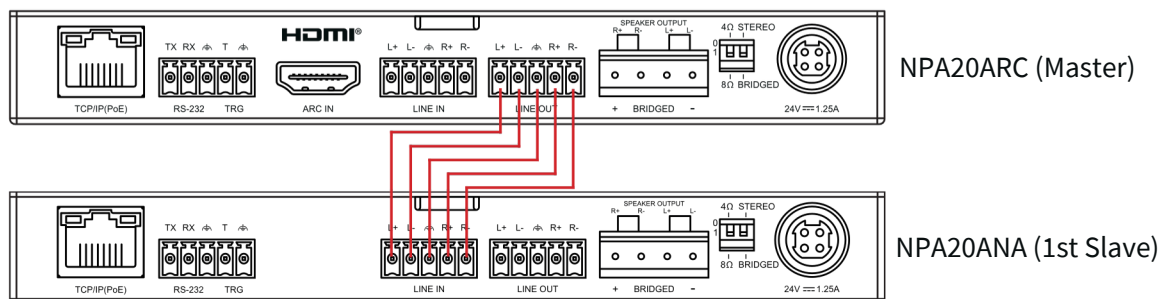 HDMI®
SPEAKER OUTPUT
R+ R- L+ L-
4Ω STEREO
TX RX T
L+ L- R+ R-
L+ L- R+ R-
0
1
NPA20ARC (Master)
8Ω BRIDGED
TCP/IP(PoE)
RS-232 TRG
ARC IN
LINE IN
LINE OUT
+ BRIDGED -
24V 1.25A
SPEAKER OUTPUT
R+ R- L+ L-
4Ω STEREO
TX RX T
L+ L- R+ R-
L+ L- R+ R-
0
1
NPA20ANA (1st Slave)
8Ω BRIDGED
TCP/IP(PoE)
RS-232 TRG
LINE IN
LINE OUT
+ BRIDGED -
24V 1.25A